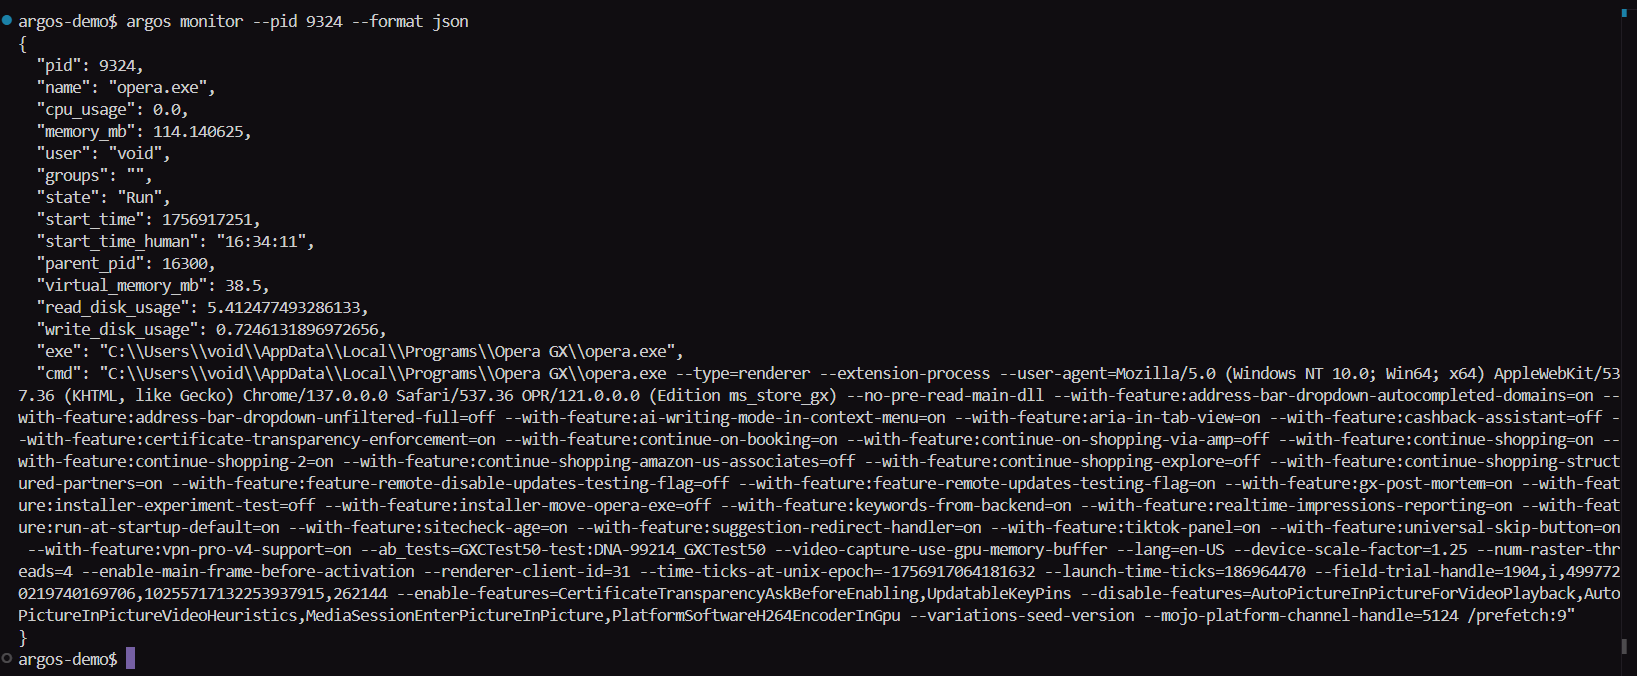 argos-demo$ argos monitor --pid 9324 --format json
{
  "pid": 9324,
  "name": "opera.exe",
  "cpu_usage": 0.0,
  "memory_mb": 114.140625,
  "user": "void",
  "groups": "",
  "state": "Run",
  "start_time": 1756917251,
  "start_time_human": "16:34:11",
  "parent_pid": 16300,
  "virtual_memory_mb": 38.5,
  "read_disk_usage": 5.412477493286133,
  "write_disk_usage": 0.7246131896972656,
  "exe": "C:\\Users\\void\\AppData\\Local\\Programs\\Opera GX\\opera.exe",
  "cmd": "C:\\Users\\void\\AppData\\Local\\Programs\\Opera GX\\opera.exe --type=renderer --extension-process --user-agent=Mozilla/5.0 (Windows NT 10.0; Win64; x64) AppleWebKit/53
7.36 (KHTML, like Gecko) Chrome/137.0.0.0 Safari/537.36 OPR/121.0.0.0 (Edition ms_store_gx) --no-pre-read-main-dll --with-feature:address-bar-dropdown-autocompleted-domains=on --
with-feature:address-bar-dropdown-unfiltered-full=off --with-feature:ai-writing-mode-in-context-menu=on --with-feature:aria-in-tab-view=on --with-feature:cashback-assistant=off -
-with-feature:certificate-transparency-enforcement=on --with-feature:continue-on-booking=on --with-feature:continue-on-shopping-via-amp=off --with-feature:continue-shopping=on --
with-feature:continue-shopping-2=on --with-feature:continue-shopping-amazon-us-associates=off --with-feature:continue-shopping-explore=off --with-feature:continue-shopping-struct
ured-partners=on --with-feature:feature-remote-disable-updates-testing-flag=off --with-feature:feature-remote-updates-testing-flag=on --with-feature:gx-post-mortem=on --with-feat
ure:installer-experiment-test=off --with-feature:installer-move-opera-exe=off --with-feature:keywords-from-backend=on --with-feature:realtime-impressions-reporting=on --with-feat
ure:run-at-startup-default=on --with-feature:sitecheck-age=on --with-feature:suggestion-redirect-handler=on --with-feature:tiktok-panel=on --with-feature:universal-skip-button=on
 --with-feature:vpn-pro-v4-support=on --ab_tests=GXCTest50-test:DNA-99214_GXCTest50 --video-capture-use-gpu-memory-buffer --lang=en-US --device-scale-factor=1.25 --num-raster-thr
eads=4 --enable-main-frame-before-activation --renderer-client-id=31 --time-ticks-at-unix-epoch=-1756917064181632 --launch-time-ticks=186964470 --field-trial-handle=1904,i,499772
0219740169706,10255717132253937915,262144 --enable-features=CertificateTransparencyAskBeforeEnabling,UpdatableKeyPins --disable-features=AutoPictureInPictureForVideoPlayback,Auto
PictureInPictureVideoHeuristics,MediaSessionEnterPictureInPicture,PlatformSoftwareH264EncoderInGpu --variations-seed-version --mojo-platform-channel-handle=5124 /prefetch:9"
}
argos-demo$